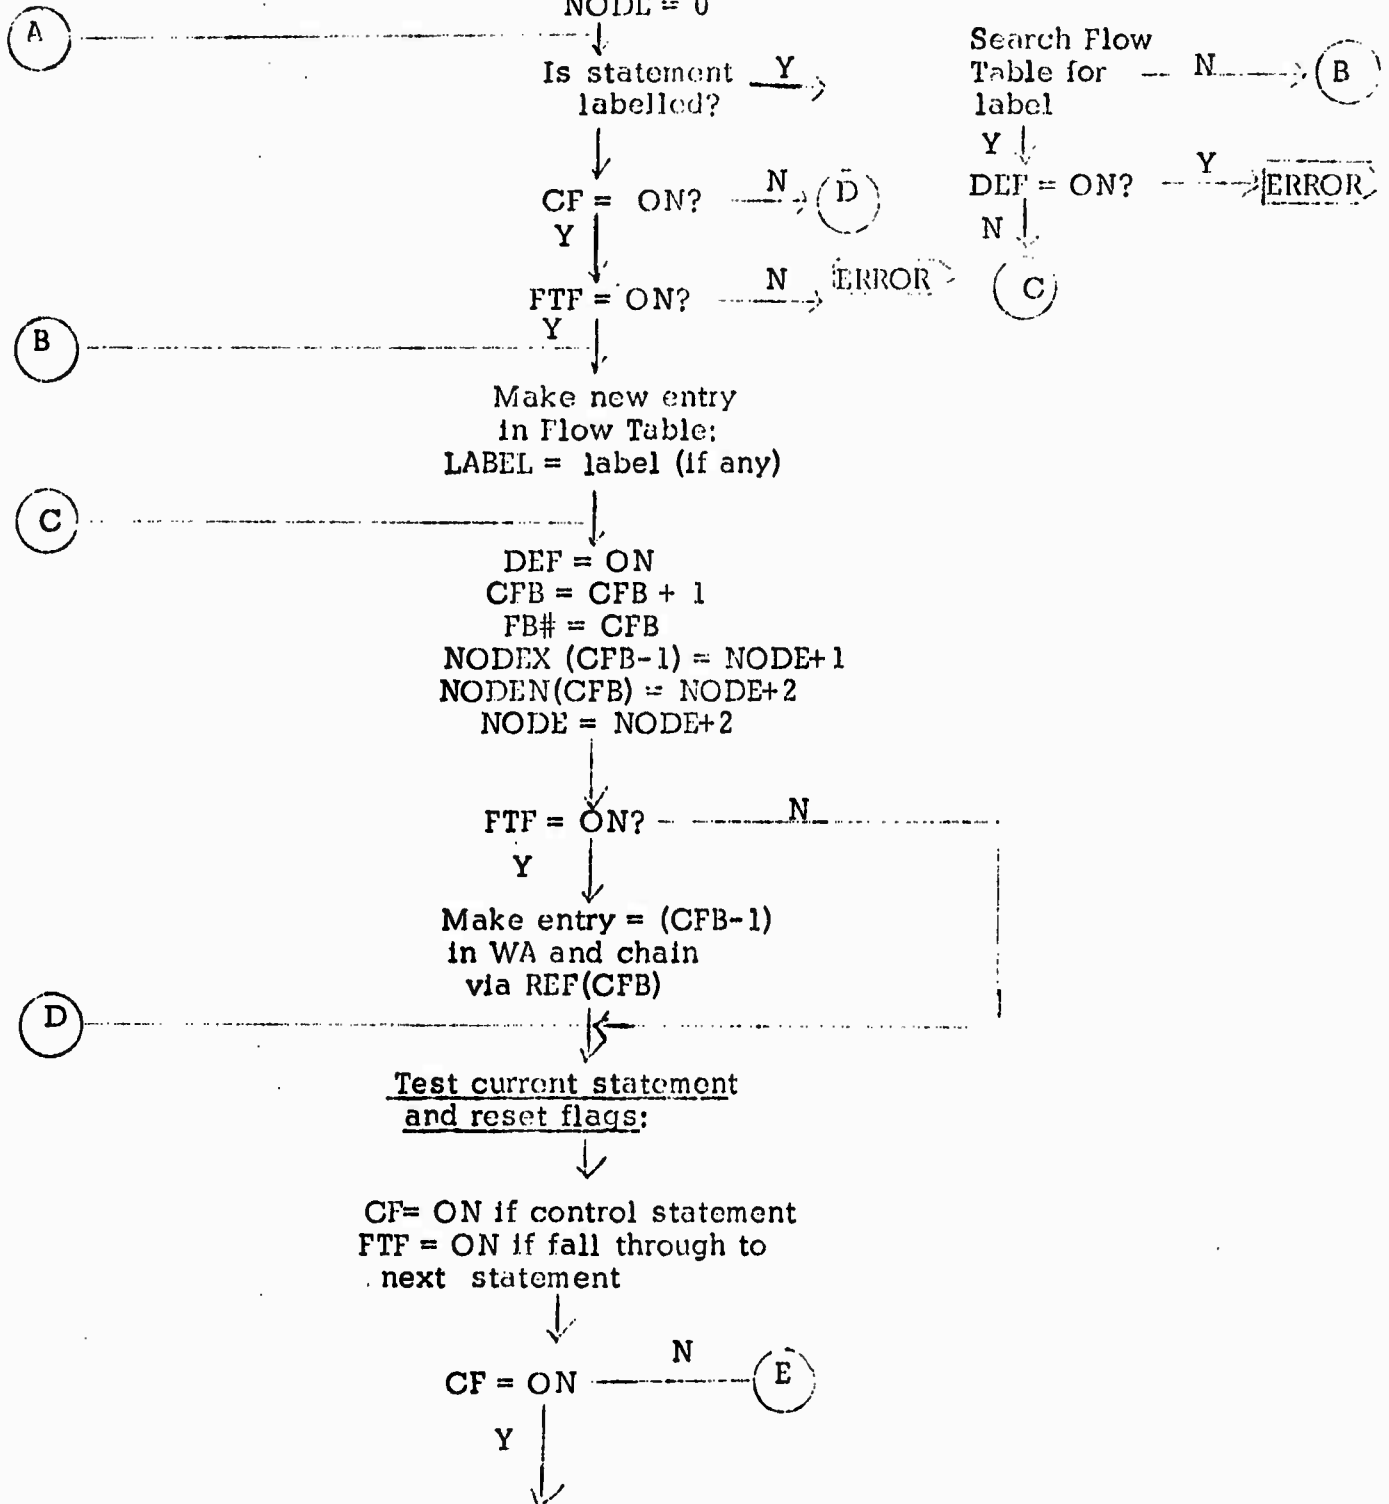 NODE = 0
A
Is statement
labelled?
Y
Search Flow
Table for
label
N
B
Y
DEF = ON?
Y
ERROR
N
C
CF = ON?
N
D
Y
FTF = ON?
N
ERROR
Y
B
Make new entry
in Flow Table:
LABEL = label (if any)
C
DEF = ON
CFB = CFB + 1
FB# = CFB
NODEX (CFB-1) = NODE+1
NODEN(CFB) = NODE+2
NODE = NODE+2
FTF = ON?
N
Y
Make entry = (CFB-1)
in WA and chain
via REF(CFB)
D
Test current statement
and reset flags:
CF= ON if control statement
FTF = ON if fall through to
next statement
CF = ON
N
E
Y